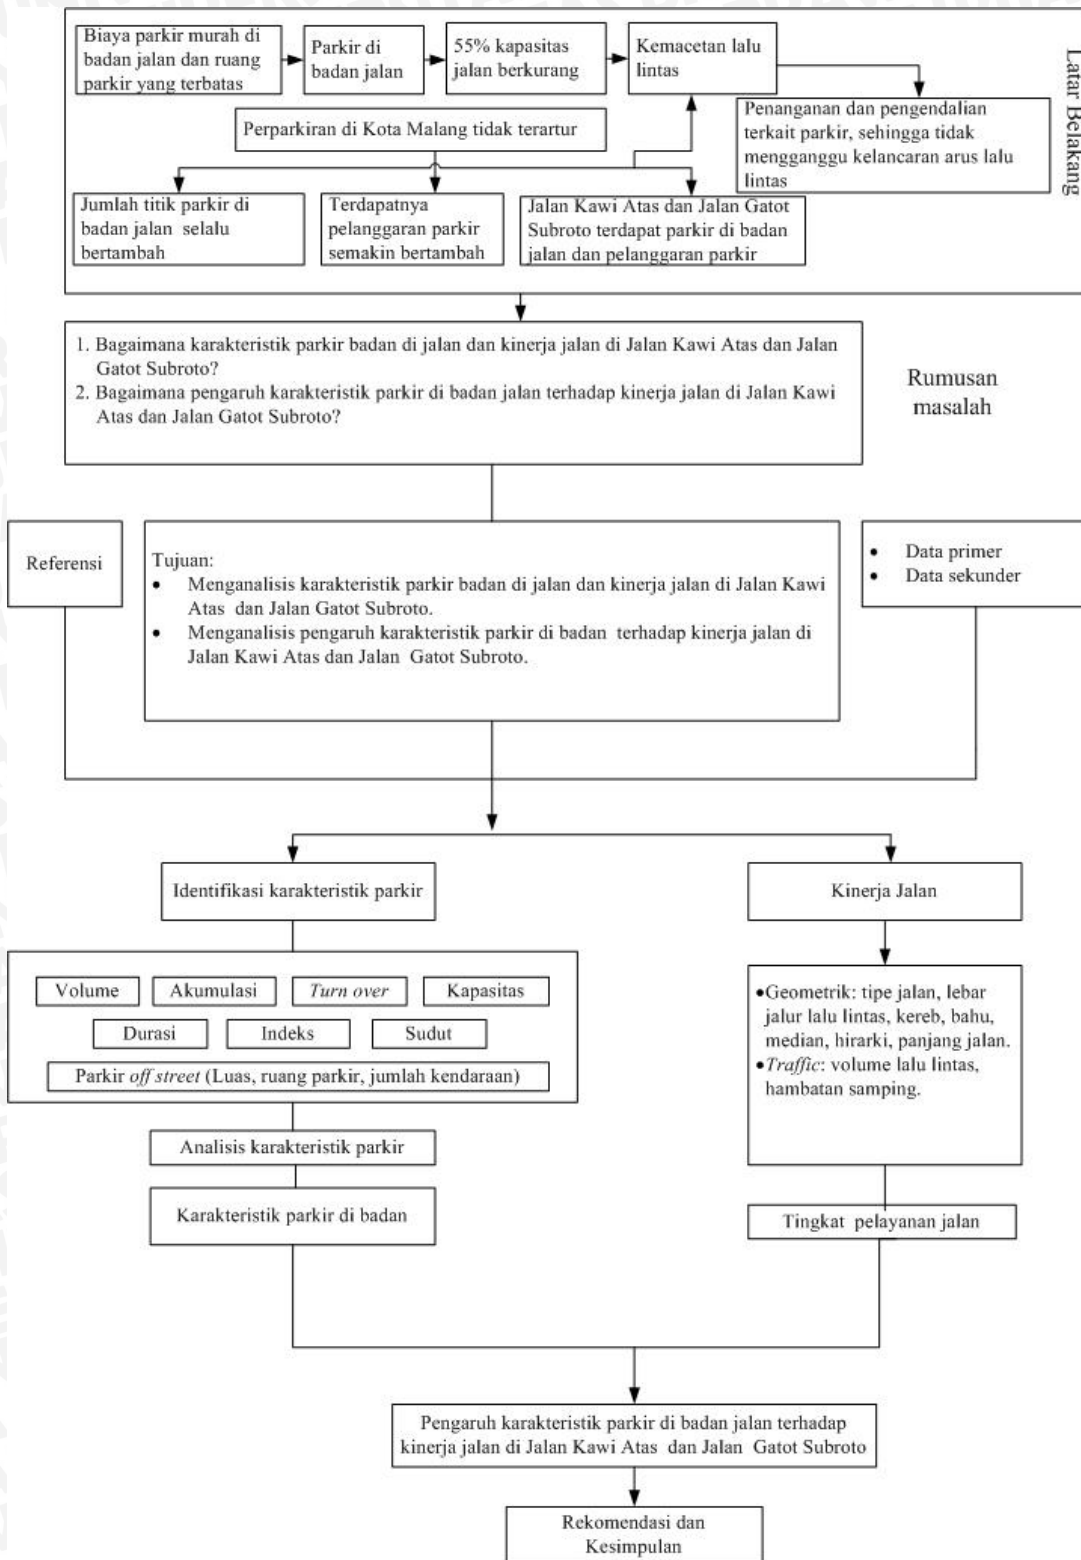 Biaya parkir murah di
badan jalan dan ruang
parkir yang terbatas
Parkir di
badan jalan
55% kapasitas
jalan berkurang
Kemacetan lalu
lintas
Latar Belakang
Perparkiran di Kota Malang tidak terartur
Penanganan dan pengendalian
terkait parkir, sehingga tidak
mengganggu kelancaran arus lalu
lintas
Jumlah titik parkir di
badan jalan selalu
bertambah
Terdapatnya
pelanggaran parkir
semakin bertambah
Jalan Kawi Atas dan Jalan Gatot
Subroto terdapat parkir di badan
jalan dan pelanggaran parkir
1. Bagaimana karakteristik parkir badan di jalan dan kinerja jalan di Jalan Kawi Atas dan Jalan
Gatot Subroto?
2. Bagaimana pengaruh karakteristik parkir di badan jalan terhadap kinerja jalan di Jalan Kawi
Atas dan Jalan Gatot Subroto?
Rumusan
masalah
Referensi
Tujuan:
• Menganalisis karakteristik parkir badan di jalan dan kinerja jalan di Jalan Kawi
Atas dan Jalan Gatot Subroto.
• Menganalisis pengaruh karakteristik parkir di badan terhadap kinerja jalan di
Jalan Kawi Atas dan Jalan Gatot Subroto.
• Data primer
• Data sekunder
Identifikasi karakteristik parkir
Kinerja Jalan
Volume
Akumulasi
Turn over
Kapasitas
Durasi
Indeks
Sudut
Parkir off street (Luas, ruang parkir, jumlah kendaraan)
•Geometrik: tipe jalan, lebar
jalur lalu lintas, kereb, bahu,
median, hirarki, panjang jalan.
•Traffic: volume lalu lintas,
hambatan samping.
Analisis karakteristik parkir
Karakteristik parkir di badan
Tingkat pelayanan jalan
Pengaruh karakteristik parkir di badan jalan terhadap
kinerja jalan di Jalan Kawi Atas dan Jalan Gatot Subroto
Rekomendasi dan
Kesimpulan